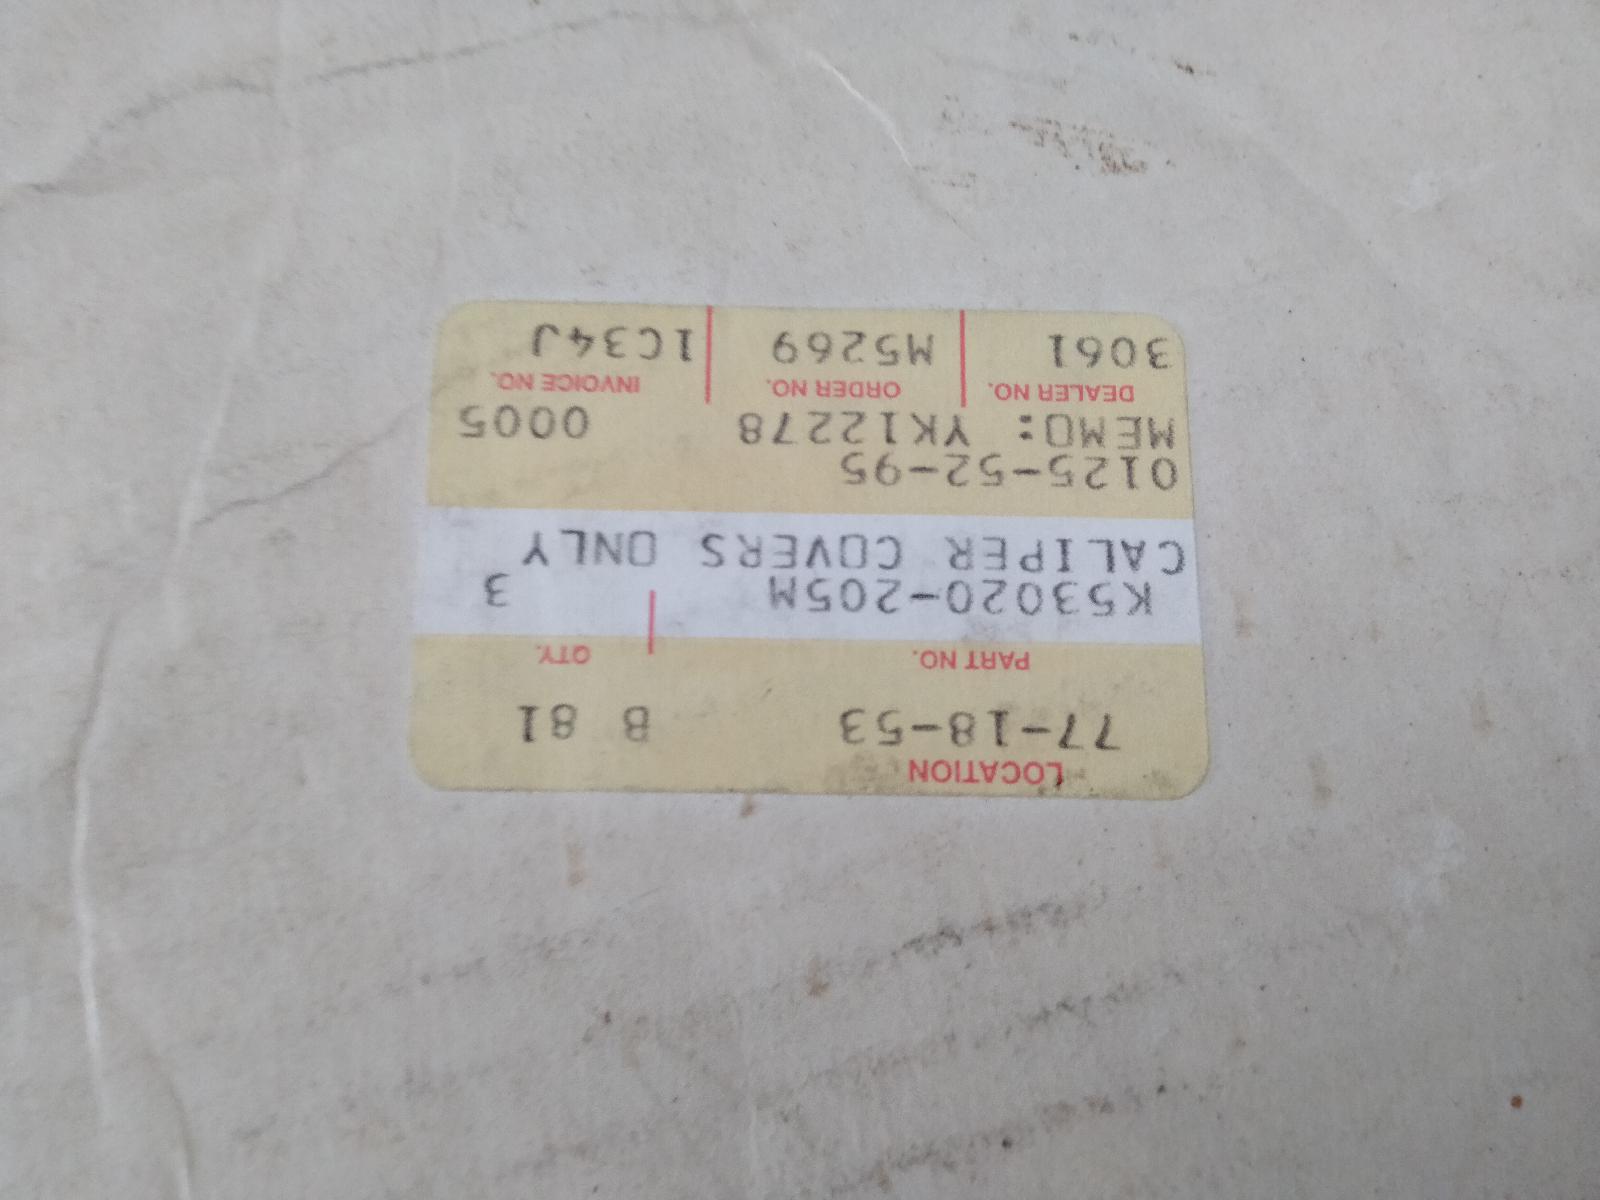 LOCATION
77-18-53 B 81
PART NO. QTY.
K53020-205M 3
CALIPER COVERS ONLY
0125-52-95
MEMO: YK12278 0005
DEALER NO. ORDER NO. INVOICE NO.
3061 M5269 1C34J